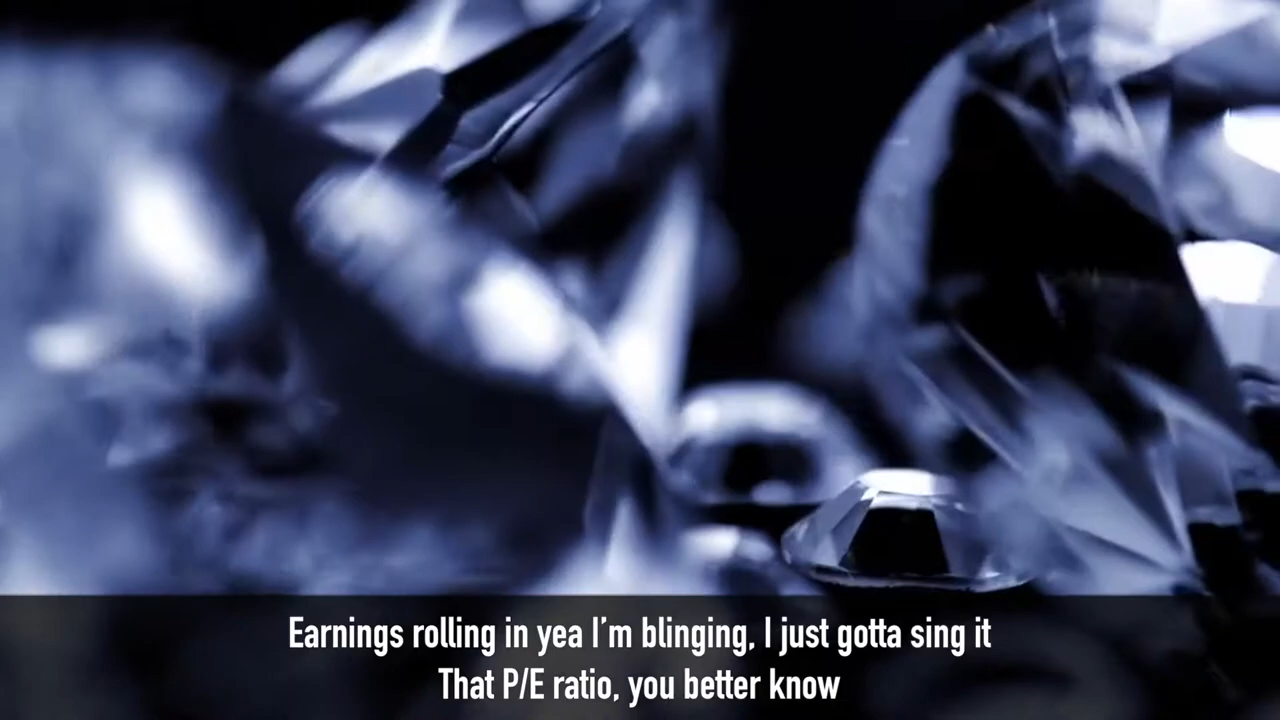 Earnings rolling in yea I’m blinging, I just gotta sing it
That P/E ratio, you better know